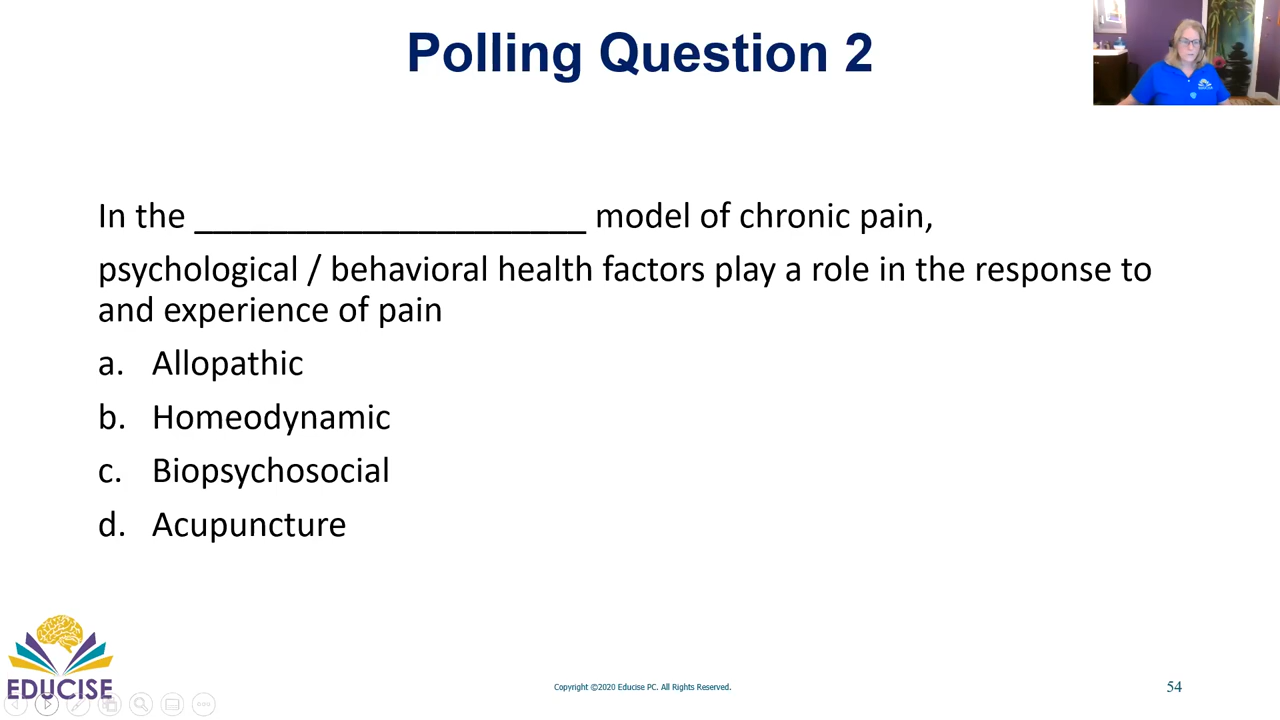 Polling Question 2
In the _____________________ model of chronic pain,
psychological / behavioral health factors play a role in the response to
and experience of pain
a. Allopathic
b. Homeodynamic
c. Biopsychosocial
d. Acupuncture
EDUCISE
Copyright ©2020 Educise PC. All Rights Reserved.
54